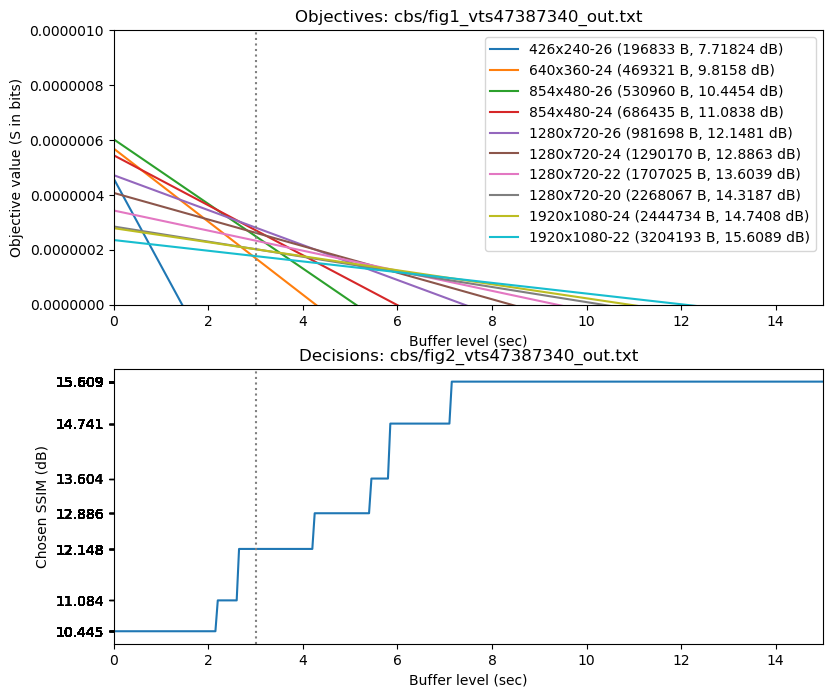 Objectives: cbs/fig1_vts47387340_out.txt
Objective value (S in bits)
0.0000010
0.0000008
0.0000006
0.0000004
0.0000002
0.0000000
426x240-26 (196833 B, 7.71824 dB)
640x360-24 (469321 B, 9.8158 dB)
854x480-26 (530960 B, 10.4454 dB)
854x480-24 (686435 B, 11.0838 dB)
1280x720-26 (981698 B, 12.1481 dB)
1280x720-24 (1290170 B, 12.8863 dB)
1280x720-22 (1707025 B, 13.6039 dB)
1280x720-20 (2268067 B, 14.3187 dB)
1920x1080-24 (2444734 B, 14.7408 dB)
1920x1080-22 (3204193 B, 15.6089 dB)
0 2 4 6 8 10 12 14
Buffer level (sec)
Decisions: cbs/fig2_vts47387340_out.txt
Chosen SSIM (dB)
15.609
14.741
13.604
12.886
12.148
11.084
10.445
0 2 4 6 8 10 12 14
Buffer level (sec)